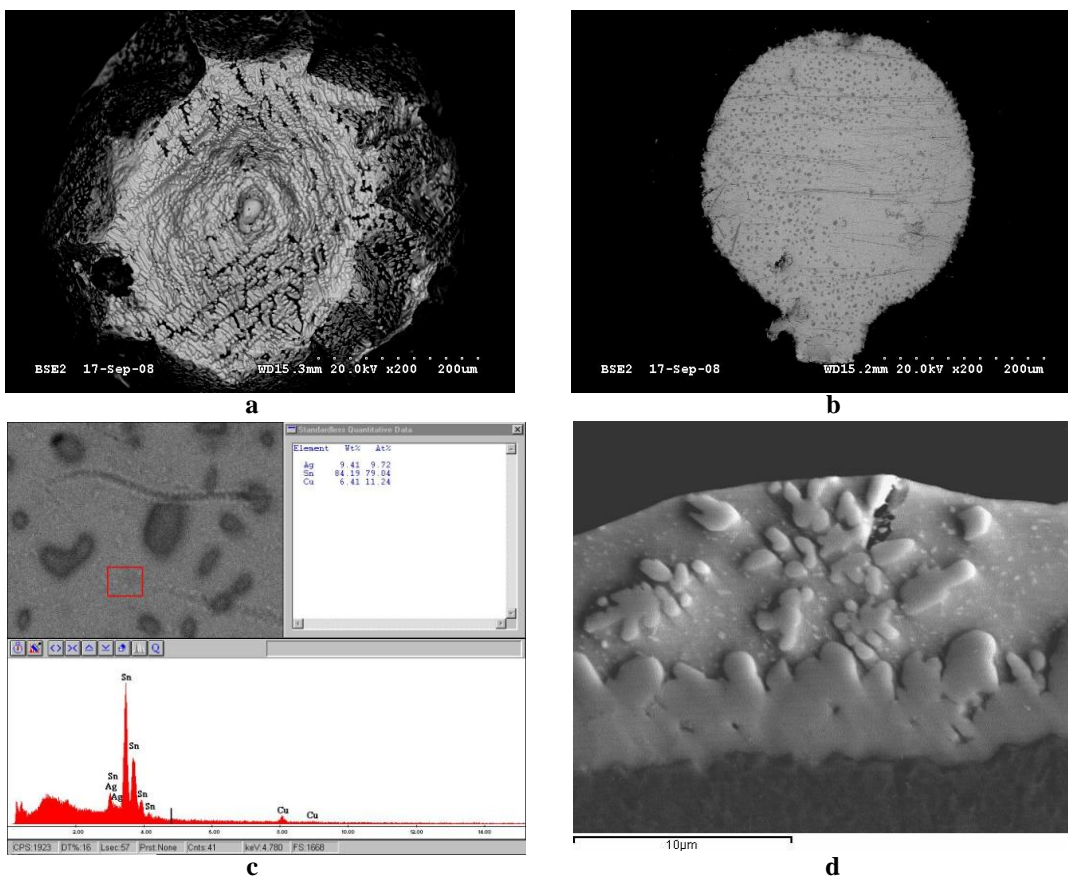 BSE2 17-Sep-08 WD15.3mm 20.0kV x200 200um
BSE2 17-Sep-08 WD15.2mm 20.0kV x200 200um
a
b
Standardless Quantitative Data
Element Wt% At%
Ag 9.41 9.72
Sn 84.19 79.04
Cu 6.41 11.24
Q
Sn
Sn
Sn
Ag
Ag
Sn
Sn
Cu
Cu
2.00 4.00 6.00 8.00 10.00 12.00 14.00
CPS:1923 DT%:16 Lsec:57 Prst:None Cnts:41 keV:4.780 FS:1668
10µm
c
d